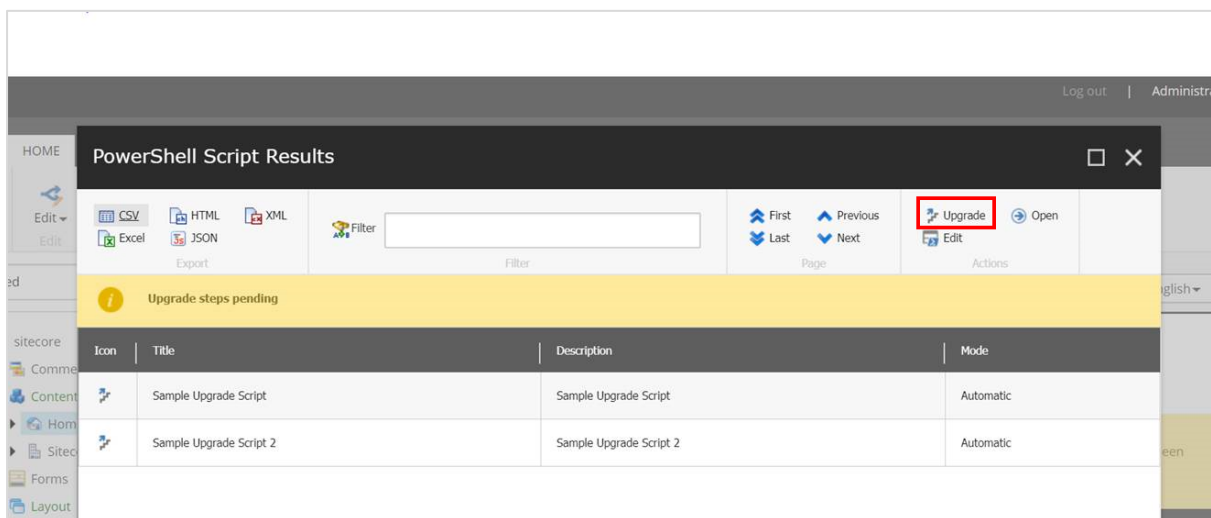 Log out | Administra
HOME
PowerShell Script Results
Edit
CSV HTML XML
Excel JSON
Export
Filter
Filter
First Previous
Last Next
Page
Upgrade Open
Edit
Actions
Edit
ed
Upgrade steps pending
glish
sitecore
Icon Title Description Mode
Comme
Content
Sample Upgrade Script Sample Upgrade Script Automatic
Hom
Sitec
Sample Upgrade Script 2 Sample Upgrade Script 2 Automatic
een
Forms
Layout